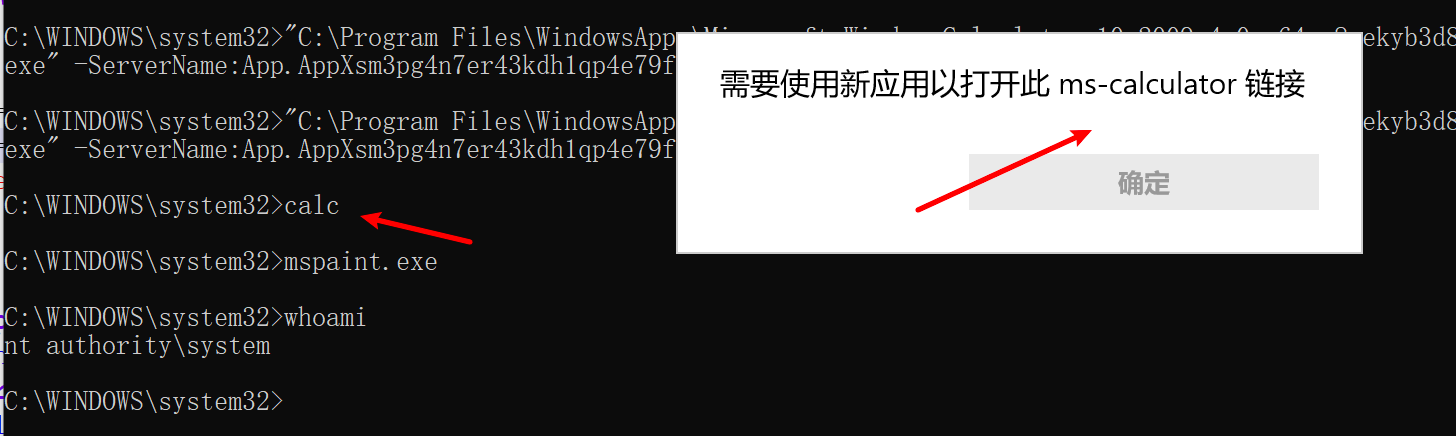 C:\WINDOWS\system32>"C:\Program Files\WindowsApp
ekyb3d8
exe" -ServerName:App.AppXsm3pg4n7er43kdh1qp4e79f
需要使用新应用以打开此 ms-calculator 链接
C:\WINDOWS\system32>"C:\Program Files\WindowsApp
ekyb3d8
exe" -ServerName:App.AppXsm3pg4n7er43kdh1qp4e79f
确定
C:\WINDOWS\system32>calc
C:\WINDOWS\system32>mspaint.exe
C:\WINDOWS\system32>whoami
nt authority\system
C:\WINDOWS\system32>